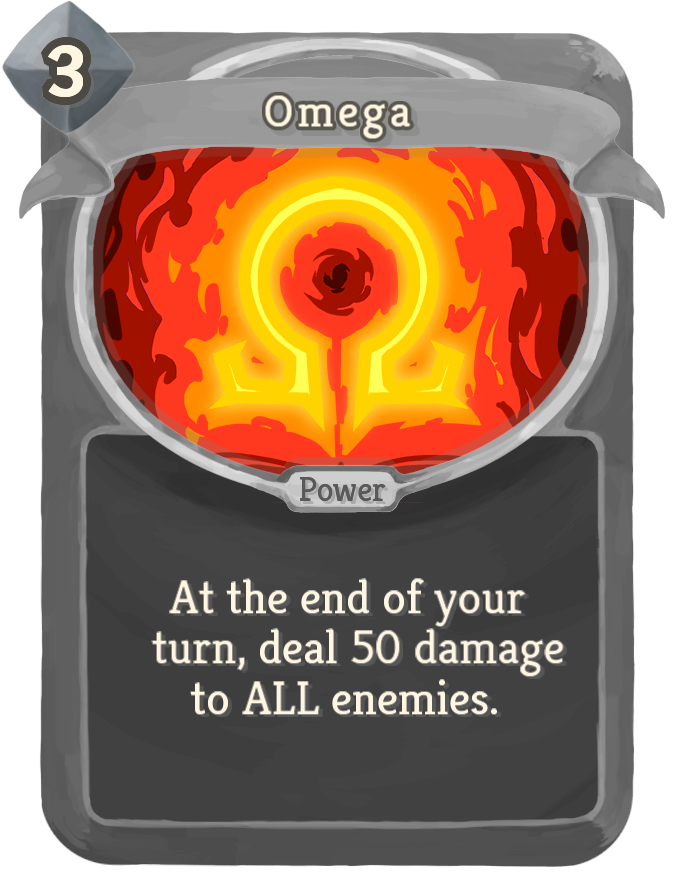 3
Omega
Power
At the end of your
turn, deal 50 damage
to ALL enemies.